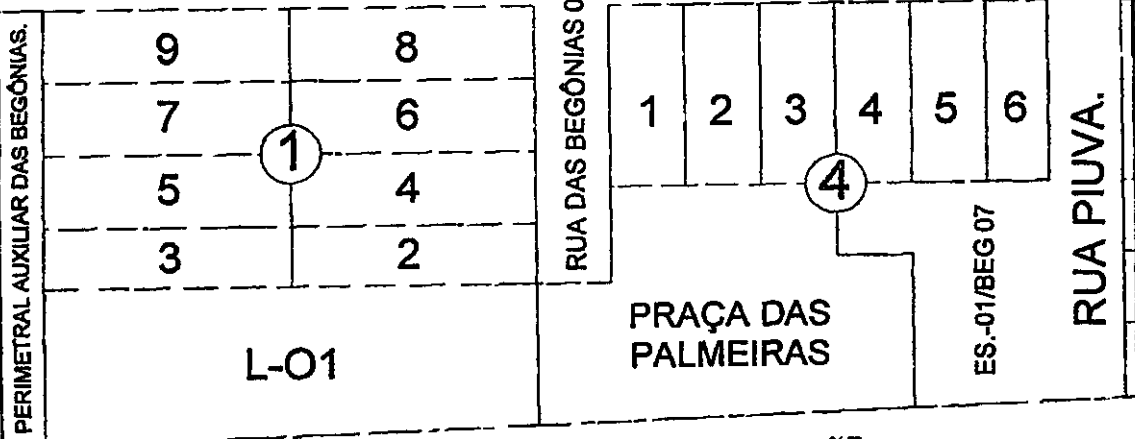 PERIMETRAL AUXILIAR DAS BEGÔNIAS.
9 8
7 6
1
5 4
3 2
L-O1
RUA DAS BEGÔNIAS 0
1 2 3 4 5 6
4
PRAÇA DAS
PALMEIRAS
ES.-01/BEG 07
RUA PIUVA.